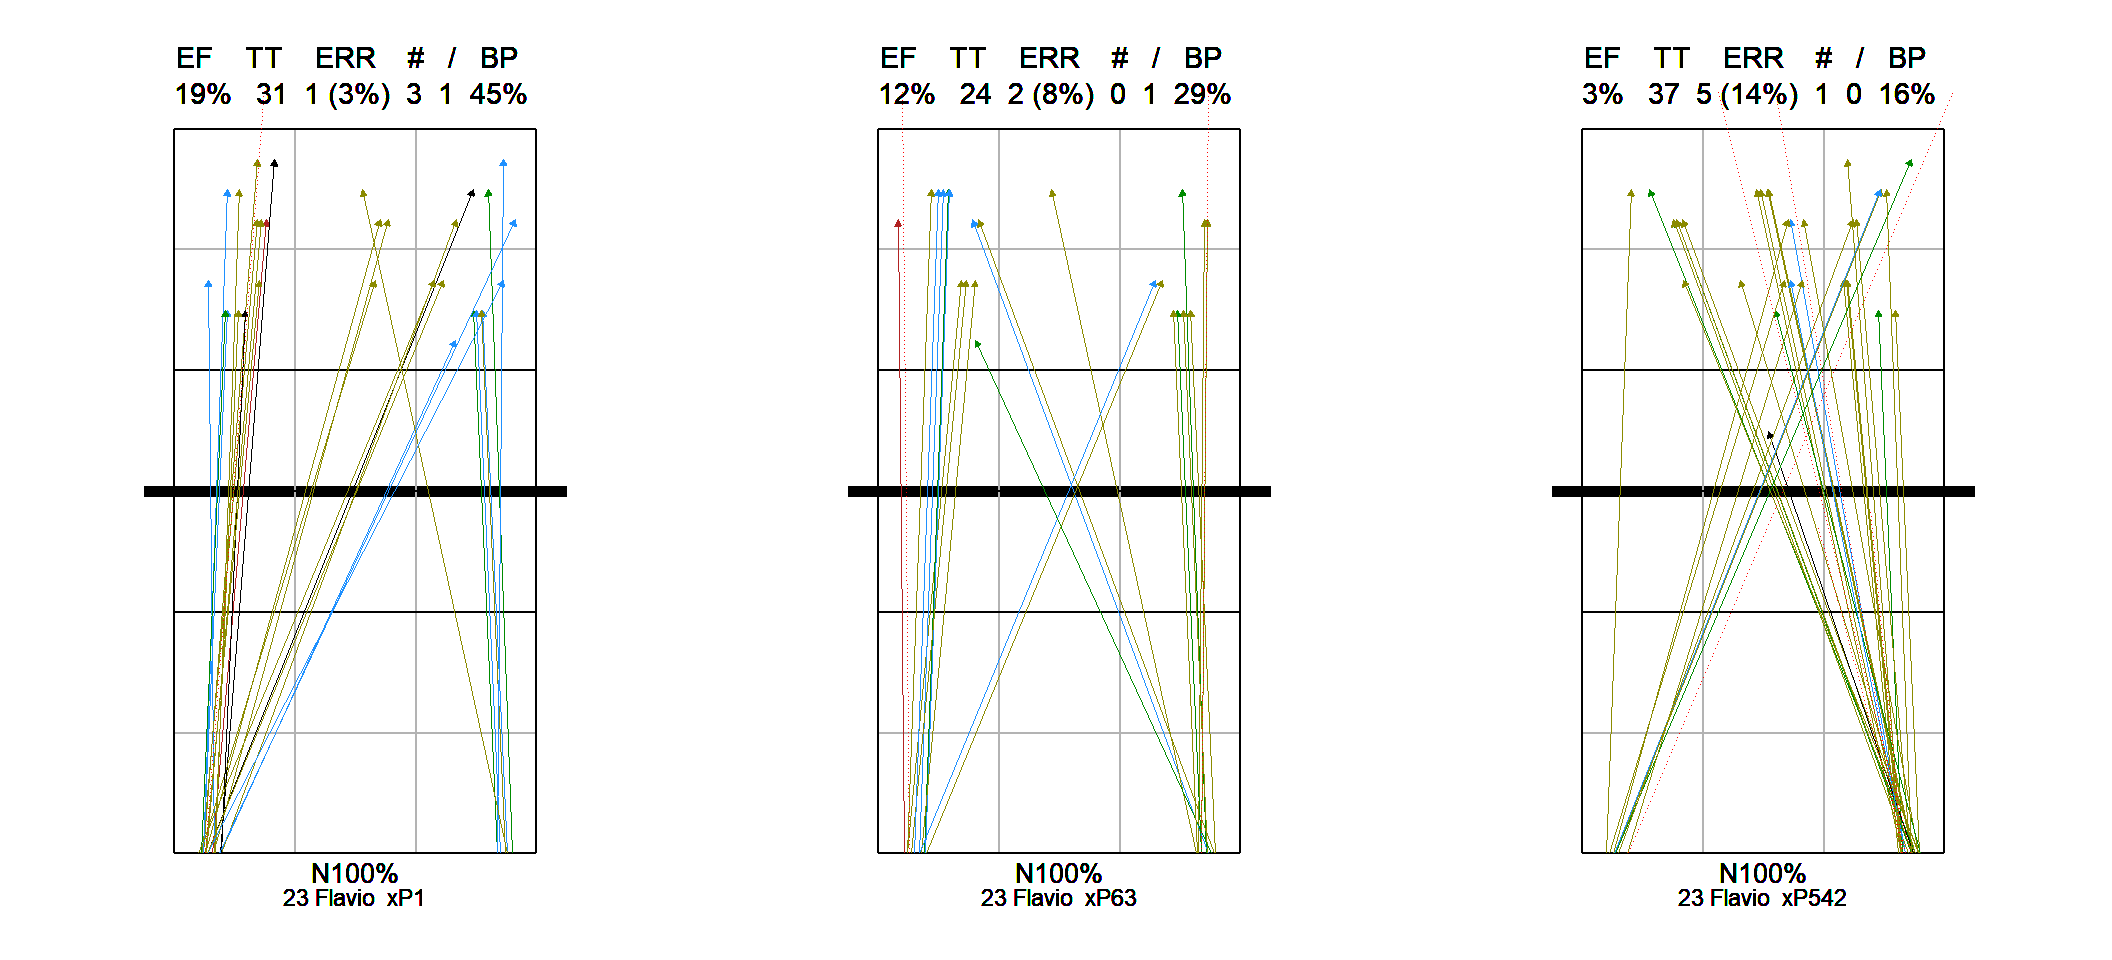 EF TT ERR # / BP
19% 31 1 (3%) 3 1 45%
N100%
23 Flavio xP1
EF TT ERR # / BP
12% 24 2 (8%) 0 1 29%
N100%
23 Flavio xP63
EF TT ERR # / BP
3% 37 5 (14%) 1 0 16%
N100%
23 Flavio xP542